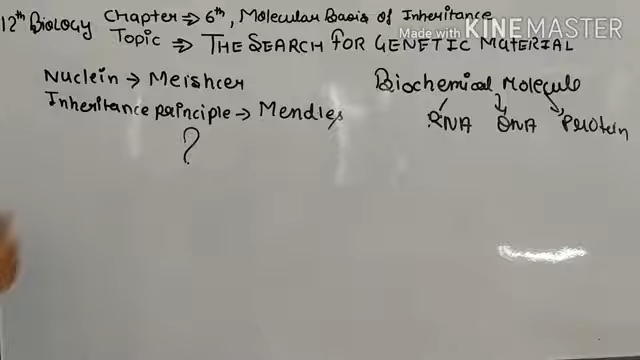 12th Biology Chapter ⇒ 6th, Molecular Basis of Inheritance
Topic ⇒ THE SEARCH FOR GENETIC MATERIAL
Made with KINEMASTER
Nuclein → Meishcer
Inheritance principle → Mendles
?
Biochemical Molecule
RNA DNA Protein